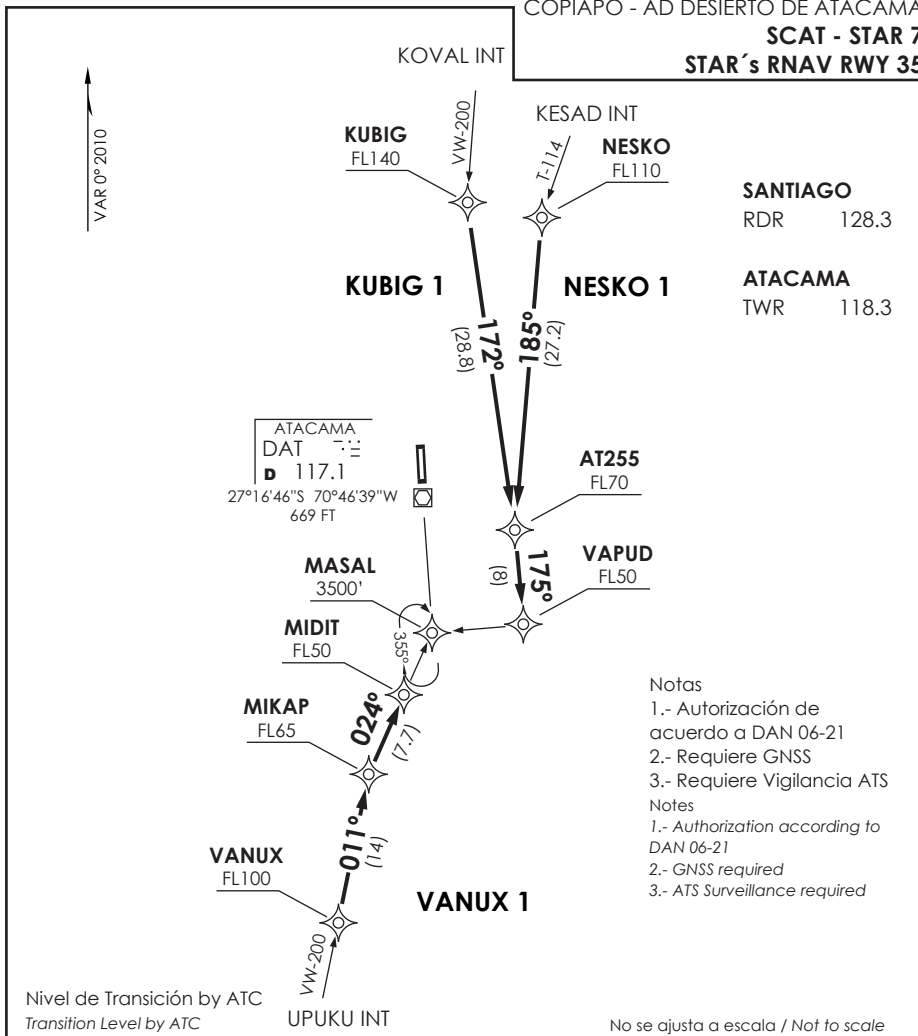 COPIAPO - AD DESIERTO DE ATACAMA
SCAT - STAR 7
STAR´s RNAV RWY 35
KOVAL INT
VAR 0° 2010
VW-200
KESAD INT
T-114
KUBIG
FL140
NESKO
FL110
SANTIAGO
RDR 128.3
ATACAMA
TWR 118.3
KUBIG 1
NESKO 1
172°
(28.8)
185°
(27.2)
ATACAMA
DAT
D 117.1
27°16'46"S 70°46'39"W
669 FT
AT255
FL70
175°
(8)
VAPUD
FL50
MASAL
3500'
355°
MIDIT
FL50
MIKAP
FL65
024°
(7.7)
011°
(14)
VANUX
FL100
VANUX 1
VW-200
UPUKU INT
Notas
1.- Autorización de
acuerdo a DAN 06-21
2.- Requiere GNSS
3.- Requiere Vigilancia ATS
Notes
1.- Authorization according to
DAN 06-21
2.- GNSS required
3.- ATS Surveillance required
Nivel de Transición by ATC
Transition Level by ATC
No se ajusta a escala / Not to scale